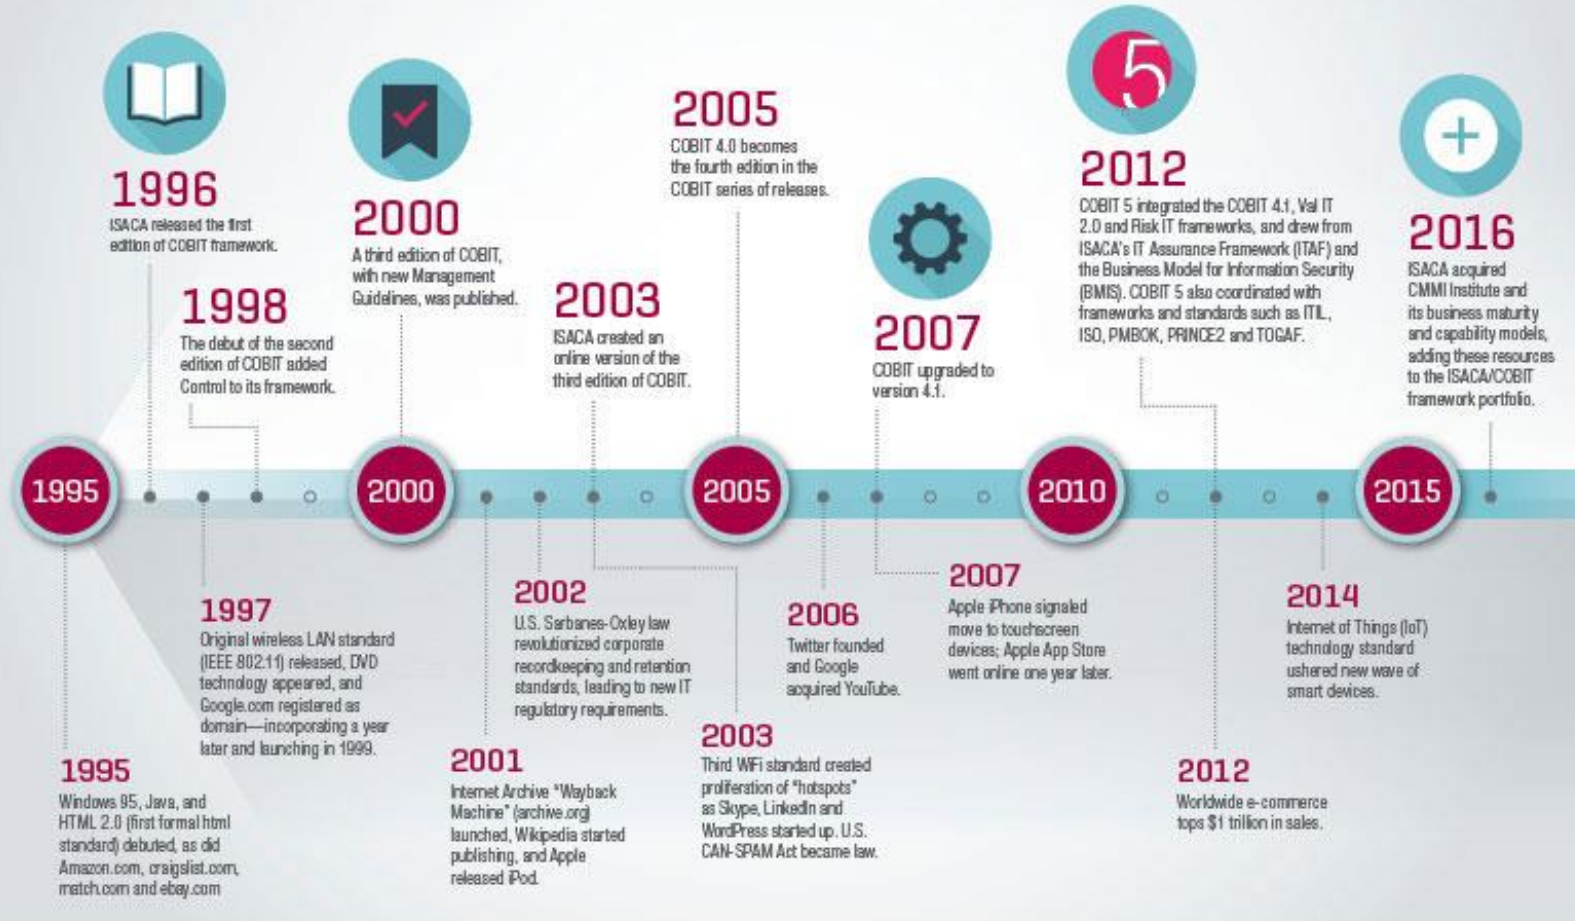 5
1996
ISACA released the first
edition of COBIT framework.
1998
The debut of the second
edition of COBIT added
Control to its framework.
2000
A third edition of COBIT,
with new Management
Guidelines, was published.
2003
ISACA created an
online version of the
third edition of COBIT.
2005
COBIT 4.0 becomes
the fourth edition in the
COBIT series of releases.
2007
COBIT upgraded to
version 4.1.
2012
COBIT 5 integrated the COBIT 4.1, Val IT
2.0 and Risk IT frameworks, and drew from
ISACA's IT Assurance Framework (ITAF) and
the Business Model for Information Security
(BMIS). COBIT 5 also coordinated with
frameworks and standards such as ITIL,
ISO, PMBOK, PRINCE2 and TOGAF.
2016
ISACA acquired
CMMI Institute and
its business maturity
and capability models,
adding these resources
to the ISACA/COBIT
framework portfolio.
1995
2000
2005
2010
2015
1995
Windows 95, Java, and
HTML 2.0 (first formal html
standard) debuted, as did
Amazon.com, craigslist.com,
match.com and ebay.com
1997
Original wireless LAN standard
(IEEE 802.11) released, DVD
technology appeared, and
Google.com registered as
domain—incorporating a year
later and launching in 1999.
2001
Internet Archive "Wayback
Machine" (archive.org)
launched, Wikipedia started
publishing, and Apple
released iPod.
2002
U.S. Sarbanes-Oxley law
revolutionized corporate
recordkeeping and retention
standards, leading to new IT
regulatory requirements.
2003
Third WiFi standard created
proliferation of "hotspots"
as Skype, LinkedIn and
WordPress started up. U.S.
CAN-SPAM Act became law.
2006
Twitter founded
and Google
acquired YouTube.
2007
Apple iPhone signaled
move to touchscreen
devices; Apple App Store
went online one year later.
2012
Worldwide e-commerce
tops $1 trillion in sales.
2014
Internet of Things (IoT)
technology standard
ushered new wave of
smart devices.